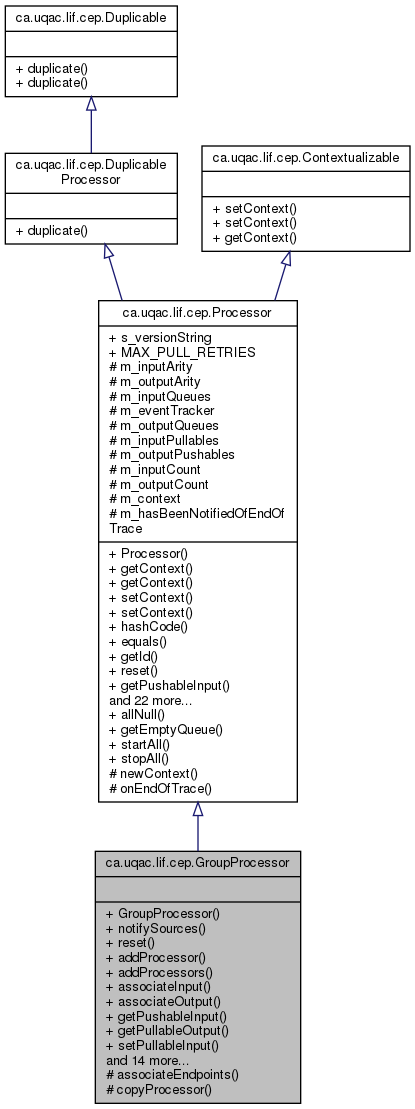 ca.uqac.lif.cep.Duplicable
+ duplicate()
+ duplicate()
ca.uqac.lif.cep.Duplicable
Processor
+ duplicate()
ca.uqac.lif.cep.Contextualizable
+ setContext()
+ setContext()
+ getContext()
ca.uqac.lif.cep.Processor
+ s_versionString
+ MAX_PULL_RETRIES
# m_inputArity
# m_outputArity
# m_inputQueues
# m_eventTracker
# m_outputQueues
# m_inputPullables
# m_outputPushables
# m_inputCount
# m_outputCount
# m_context
# m_hasBeenNotifiedOfEndOf
Trace
+ Processor()
+ getContext()
+ getContext()
+ setContext()
+ setContext()
+ hashCode()
+ equals()
+ getId()
+ reset()
+ getPushableInput()
and 22 more...
+ allNull()
+ getEmptyQueue()
+ startAll()
+ stopAll()
# newContext()
# onEndOfTrace()
ca.uqac.lif.cep.GroupProcessor
+ GroupProcessor()
+ notifySources()
+ reset()
+ addProcessor()
+ addProcessors()
+ associateInput()
+ associateOutput()
+ getPushableInput()
+ getPullableOutput()
+ setPullableInput()
and 14 more...
# associateEndpoints()
# copyProcessor()